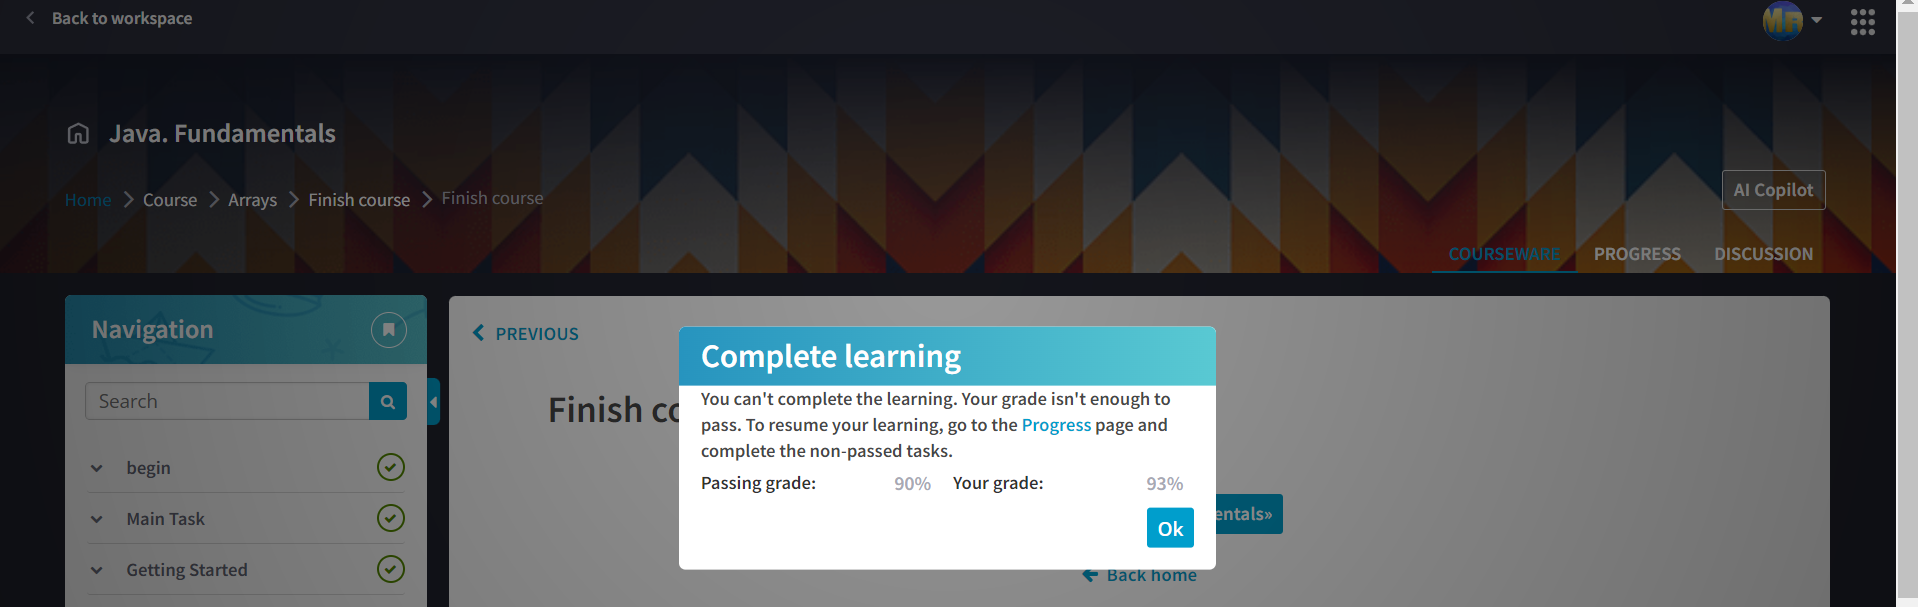 Back to workspace
MA
Java. Fundamentals
Home Course Arrays Finish course Finish course
AI Copilot
COURSEWARE PROGRESS DISCUSSION
Navigation
Search
begin
Main Task
Getting Started
PREVIOUS
Finish co
Complete learning
You can't complete the learning. Your grade isn't enough to
pass. To resume your learning, go to the Progress page and
complete the non-passed tasks.
Passing grade: 90% Your grade: 93%
Ok
entals»
Back home